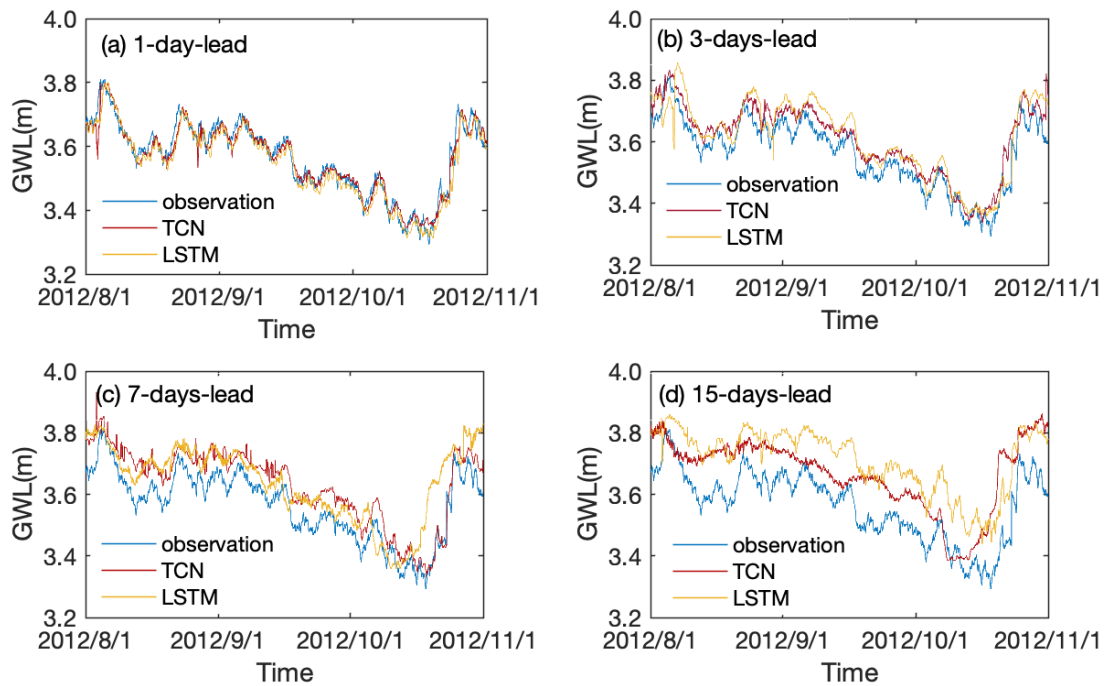 (a) 1-day-lead
GWL(m)
4.0
3.8
3.6
3.4
3.2
observation
TCN
LSTM
2012/8/1 2012/9/1 2012/10/1 2012/11/1
Time
(b) 3-days-lead
GWL(m)
4.0
3.8
3.6
3.4
3.2
observation
TCN
LSTM
2012/8/1 2012/9/1 2012/10/1 2012/11/1
Time
(c) 7-days-lead
GWL(m)
4.0
3.8
3.6
3.4
3.2
observation
TCN
LSTM
2012/8/1 2012/9/1 2012/10/1 2012/11/1
Time
(d) 15-days-lead
GWL(m)
4.0
3.8
3.6
3.4
3.2
observation
TCN
LSTM
2012/8/1 2012/9/1 2012/10/1 2012/11/1
Time